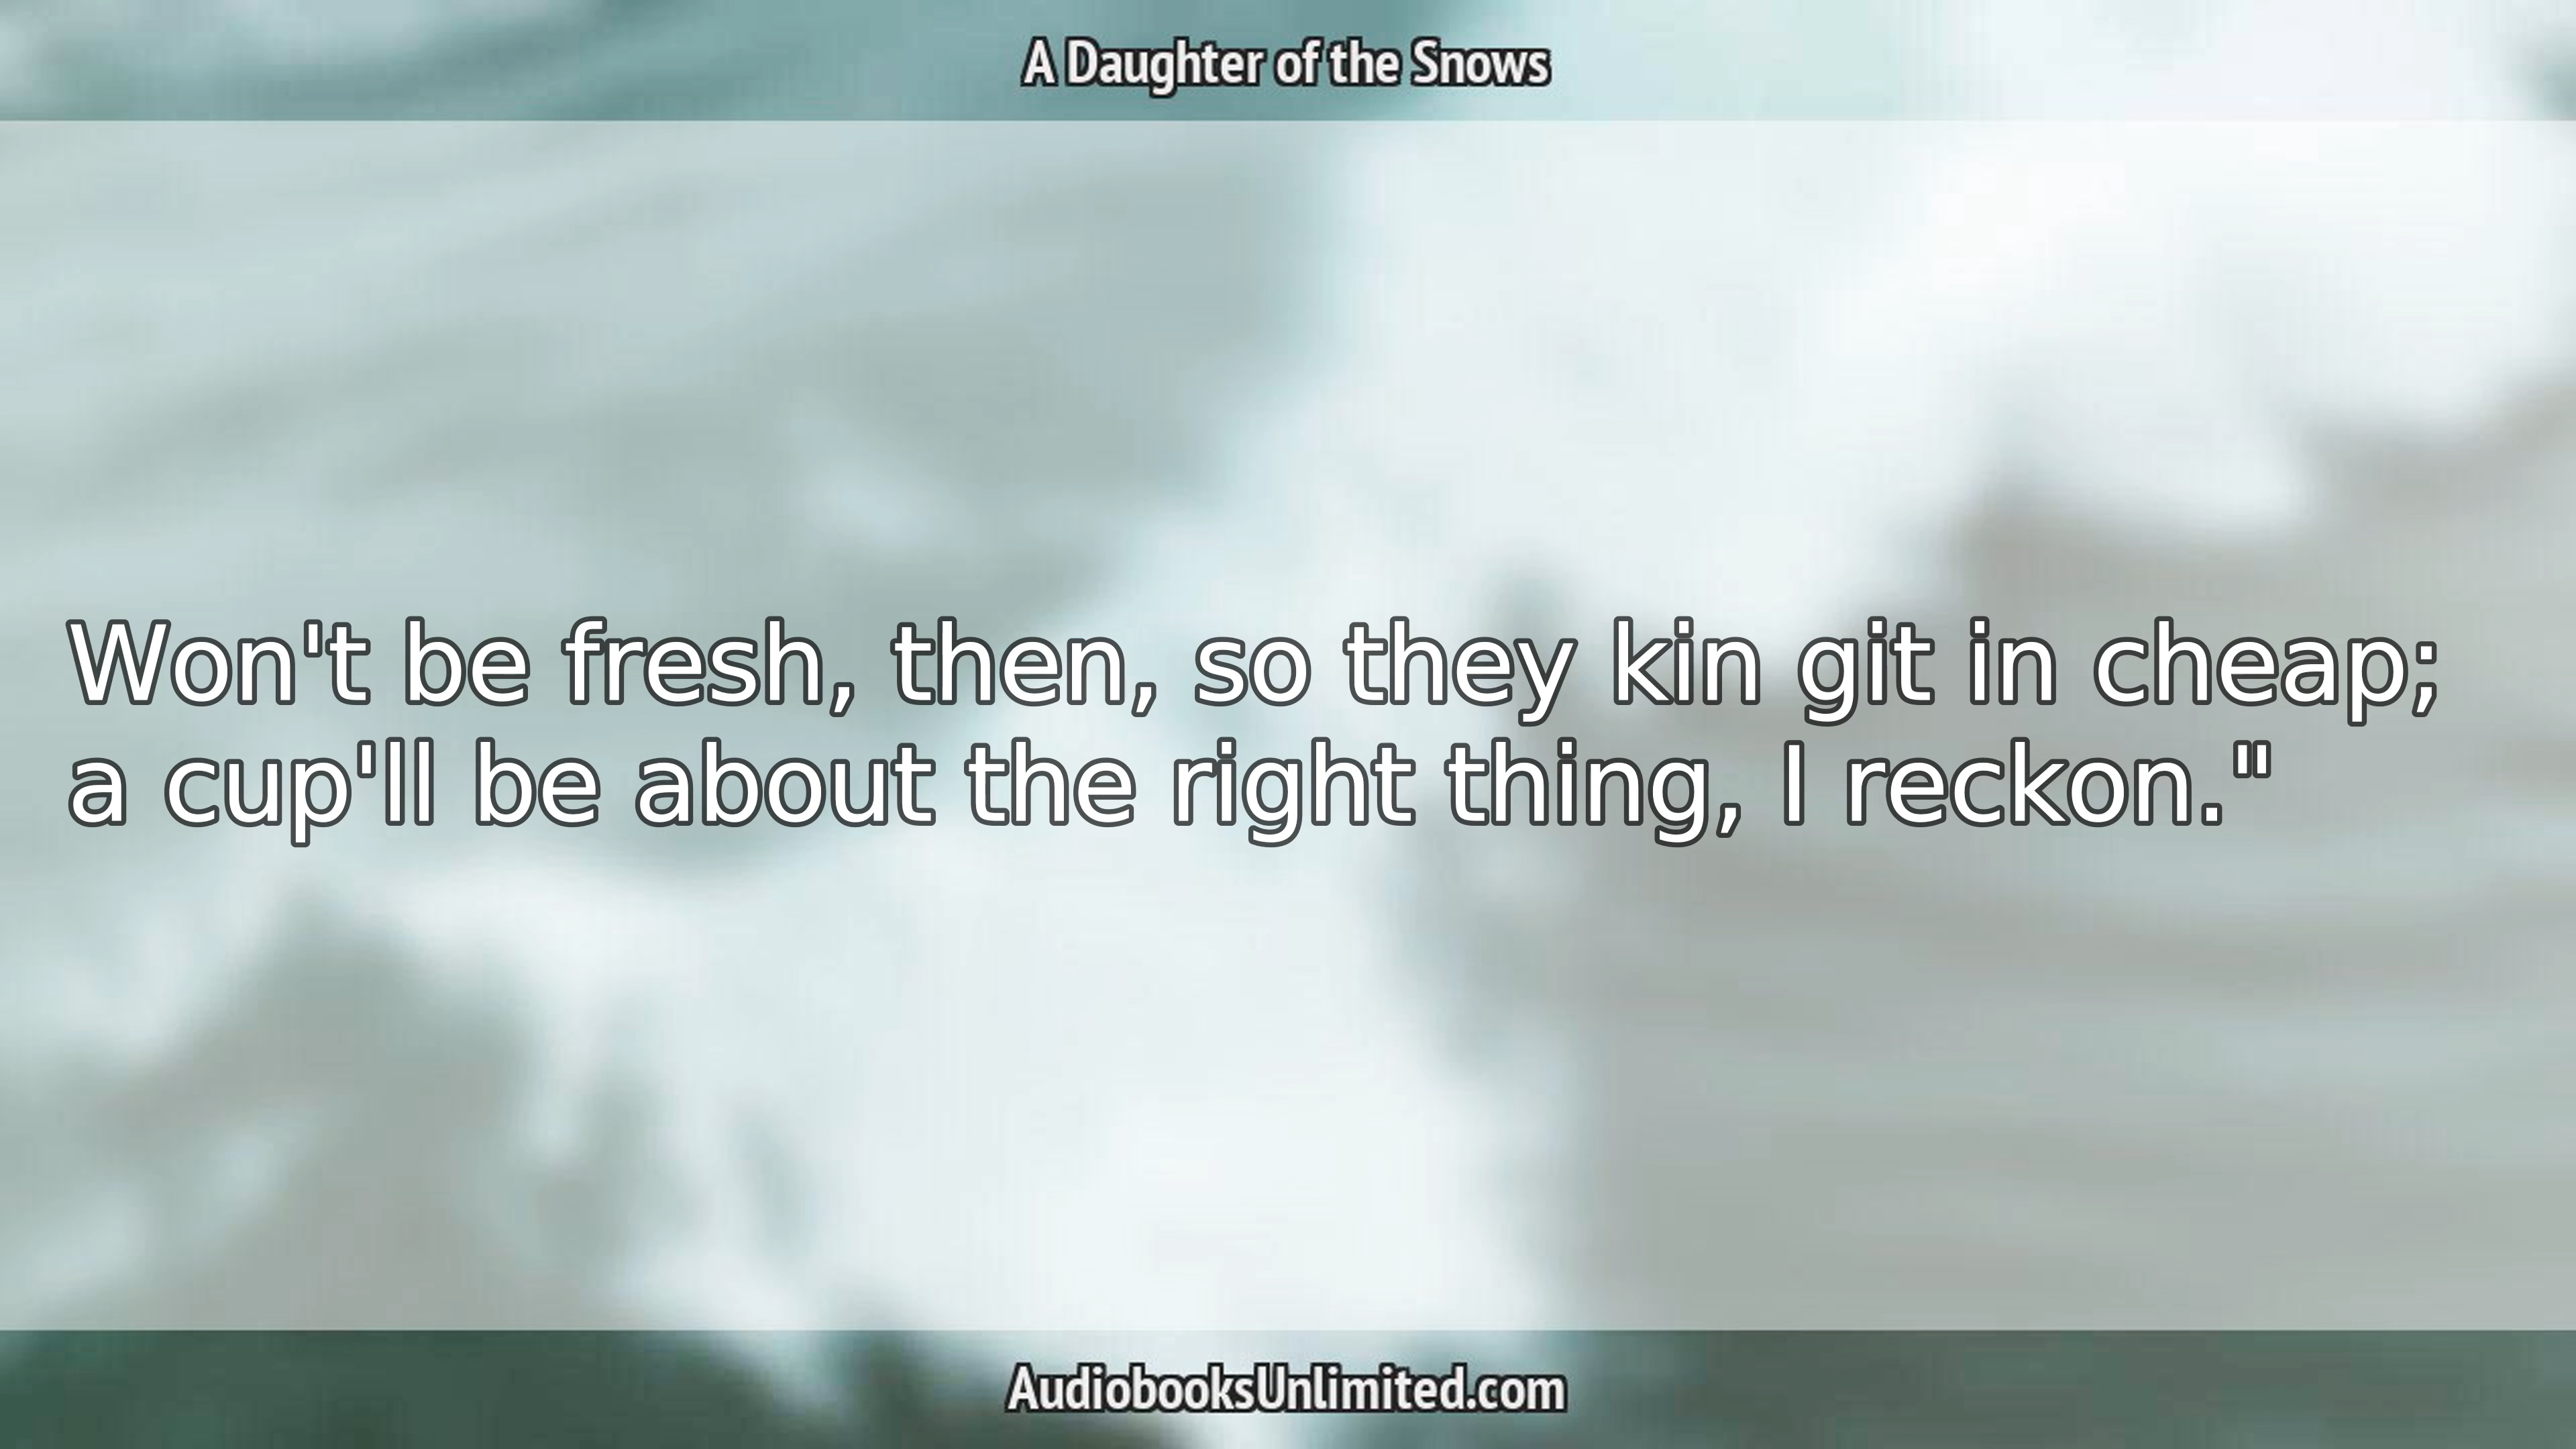 A Daughter of the Snows
Won't be fresh, then, so they kin git in cheap;
a cup'll be about the right thing, I reckon."
AudiobooksUnlimited.com